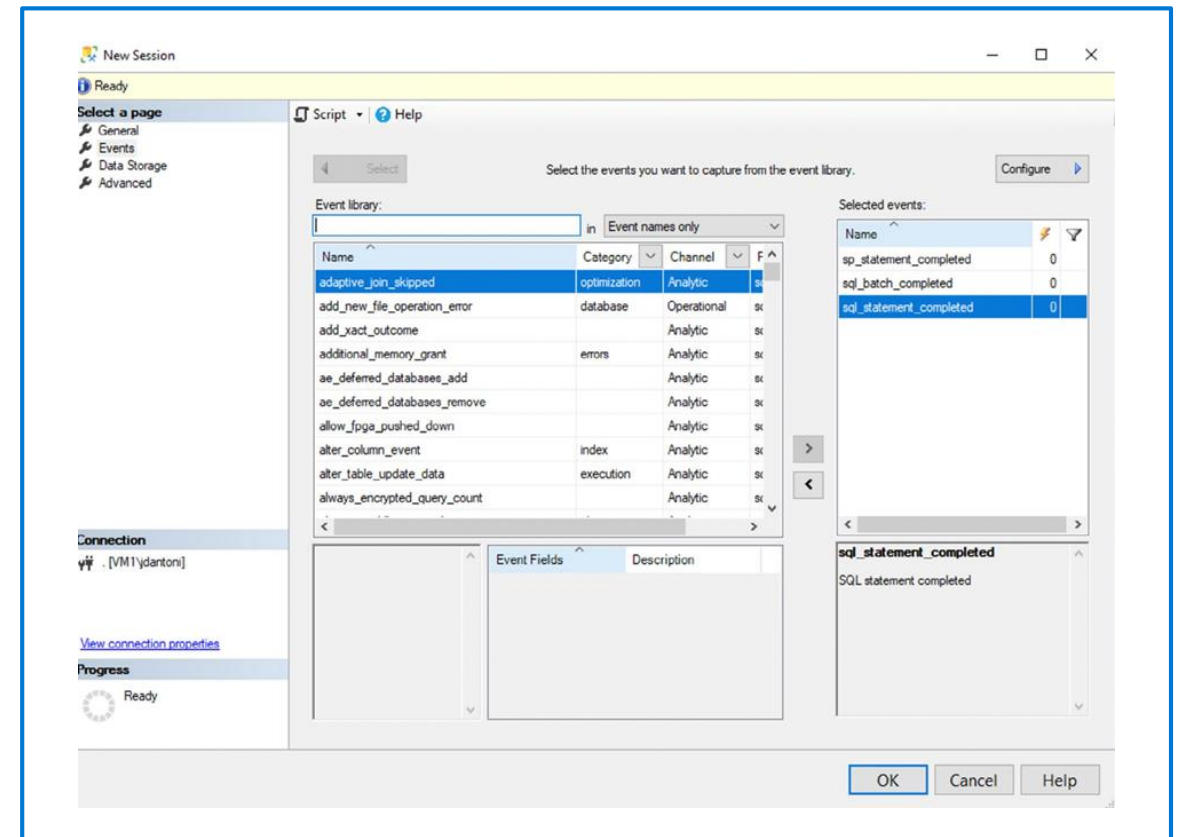 New Session
Ready
Select a page
General
Events
Data Storage
Advanced
Script Help
Select
Select the events you want to capture from the event library.
Configure
Event library:
in Event names only
Name Category Channel
adaptive_join_skipped optimization Analytic
add_new_file_operation_error database Operational
add_xact_outcome Analytic
additional_memory_grant errors Analytic
ae_deferred_databases_add Analytic
ae_deferred_databases_remove Analytic
allow_fpga_pushed_down Analytic
alter_column_event index Analytic
alter_table_update_data execution Analytic
always_encrypted_query_count Analytic
Selected events:
Name
sp_statement_completed 0
sql_batch_completed 0
sql_statement_completed 0
Event Fields Description
sql_statement_completed
SQL statement completed
Connection
. [VM1\jdantoni]
View connection properties
Progress
Ready
OK Cancel Help